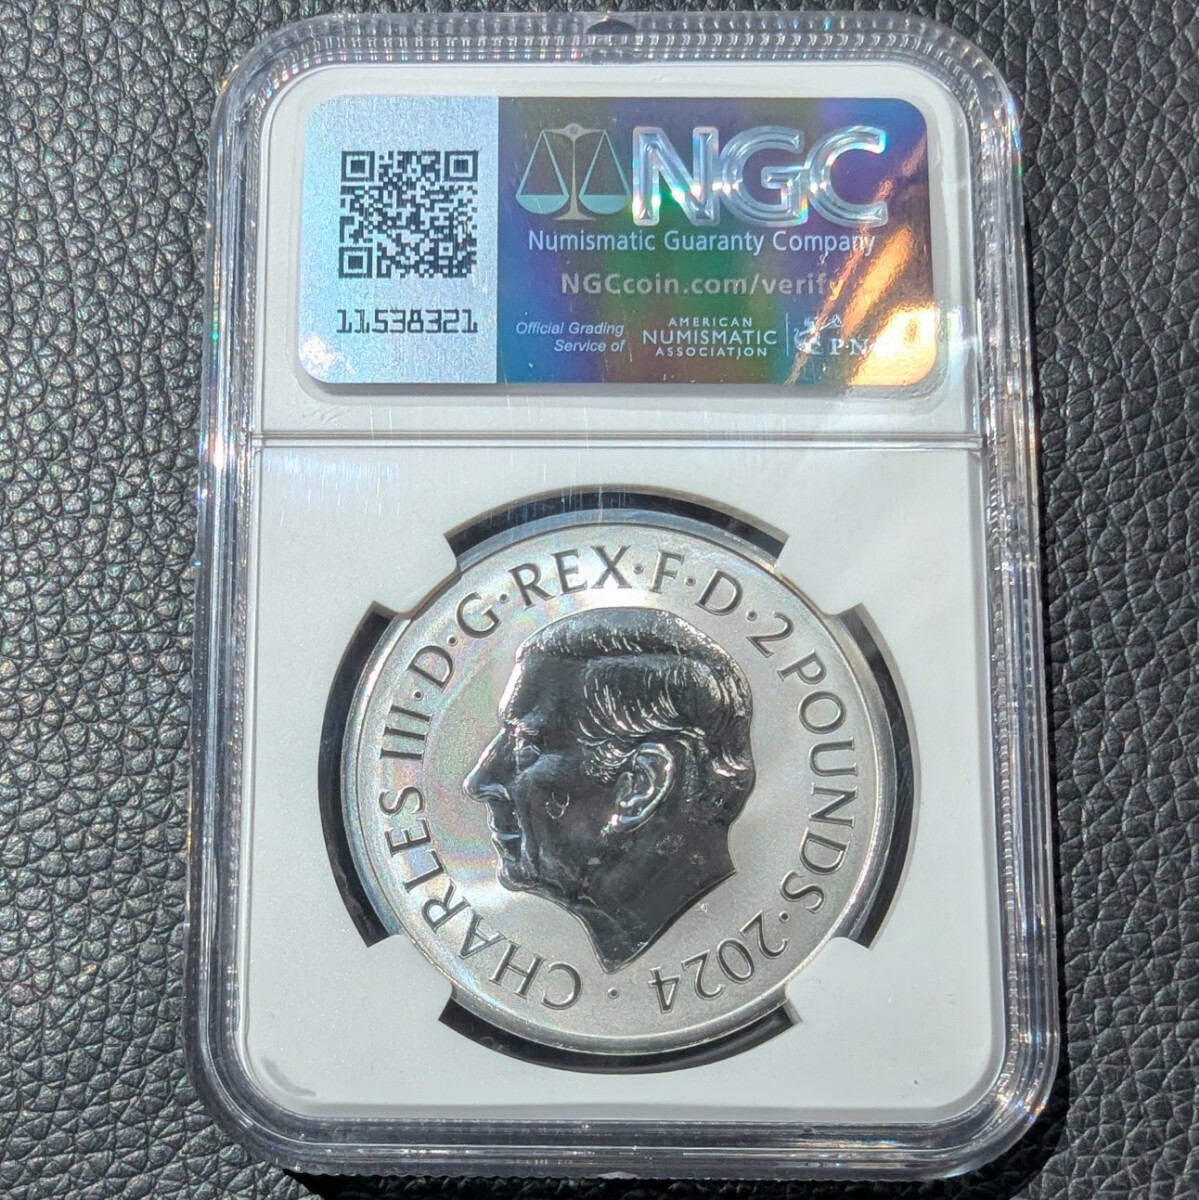 NGC
Numismatic Guaranty Company
NGCcoin.com/verify
11538321
Official Grading
Service of
AMERICAN
NUMISMATIC
ASSOCIATION
CHARLES III·D·G·REX·F·D·2 POUNDS·2024·